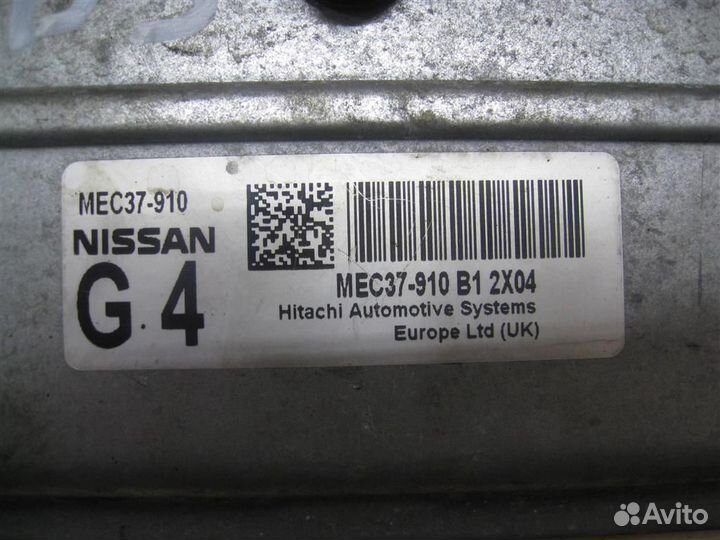 MEC37-910
NISSAN
G 4
MEC37-910 B1 2X04
Hitachi Automotive Systems
Europe Ltd (UK)
Avito